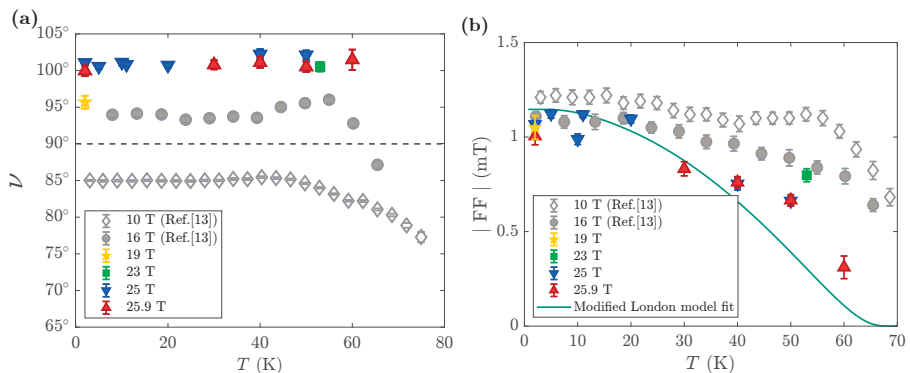 (a)
105°
100°
95°
90°
85°
80°
75°
70°
65°
ν
10 T (Ref.[13])
16 T (Ref.[13])
19 T
23 T
25 T
25.9 T
0 20 40 60 80
T (K)
(b)
1.5
1
0.5
0
| FF | (mT)
10 T (Ref.[13])
16 T (Ref.[13])
19 T
23 T
25 T
25.9 T
Modified London model fit
0 10 20 30 40 50 60 70
T (K)